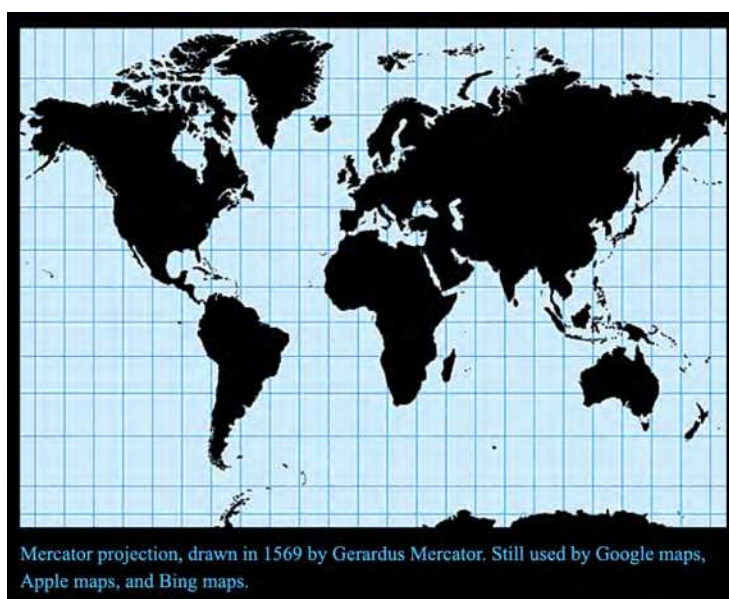 Mercator projection, drawn in 1569 by Gerardus Mercator. Still used by Google maps,
Apple maps, and Bing maps.